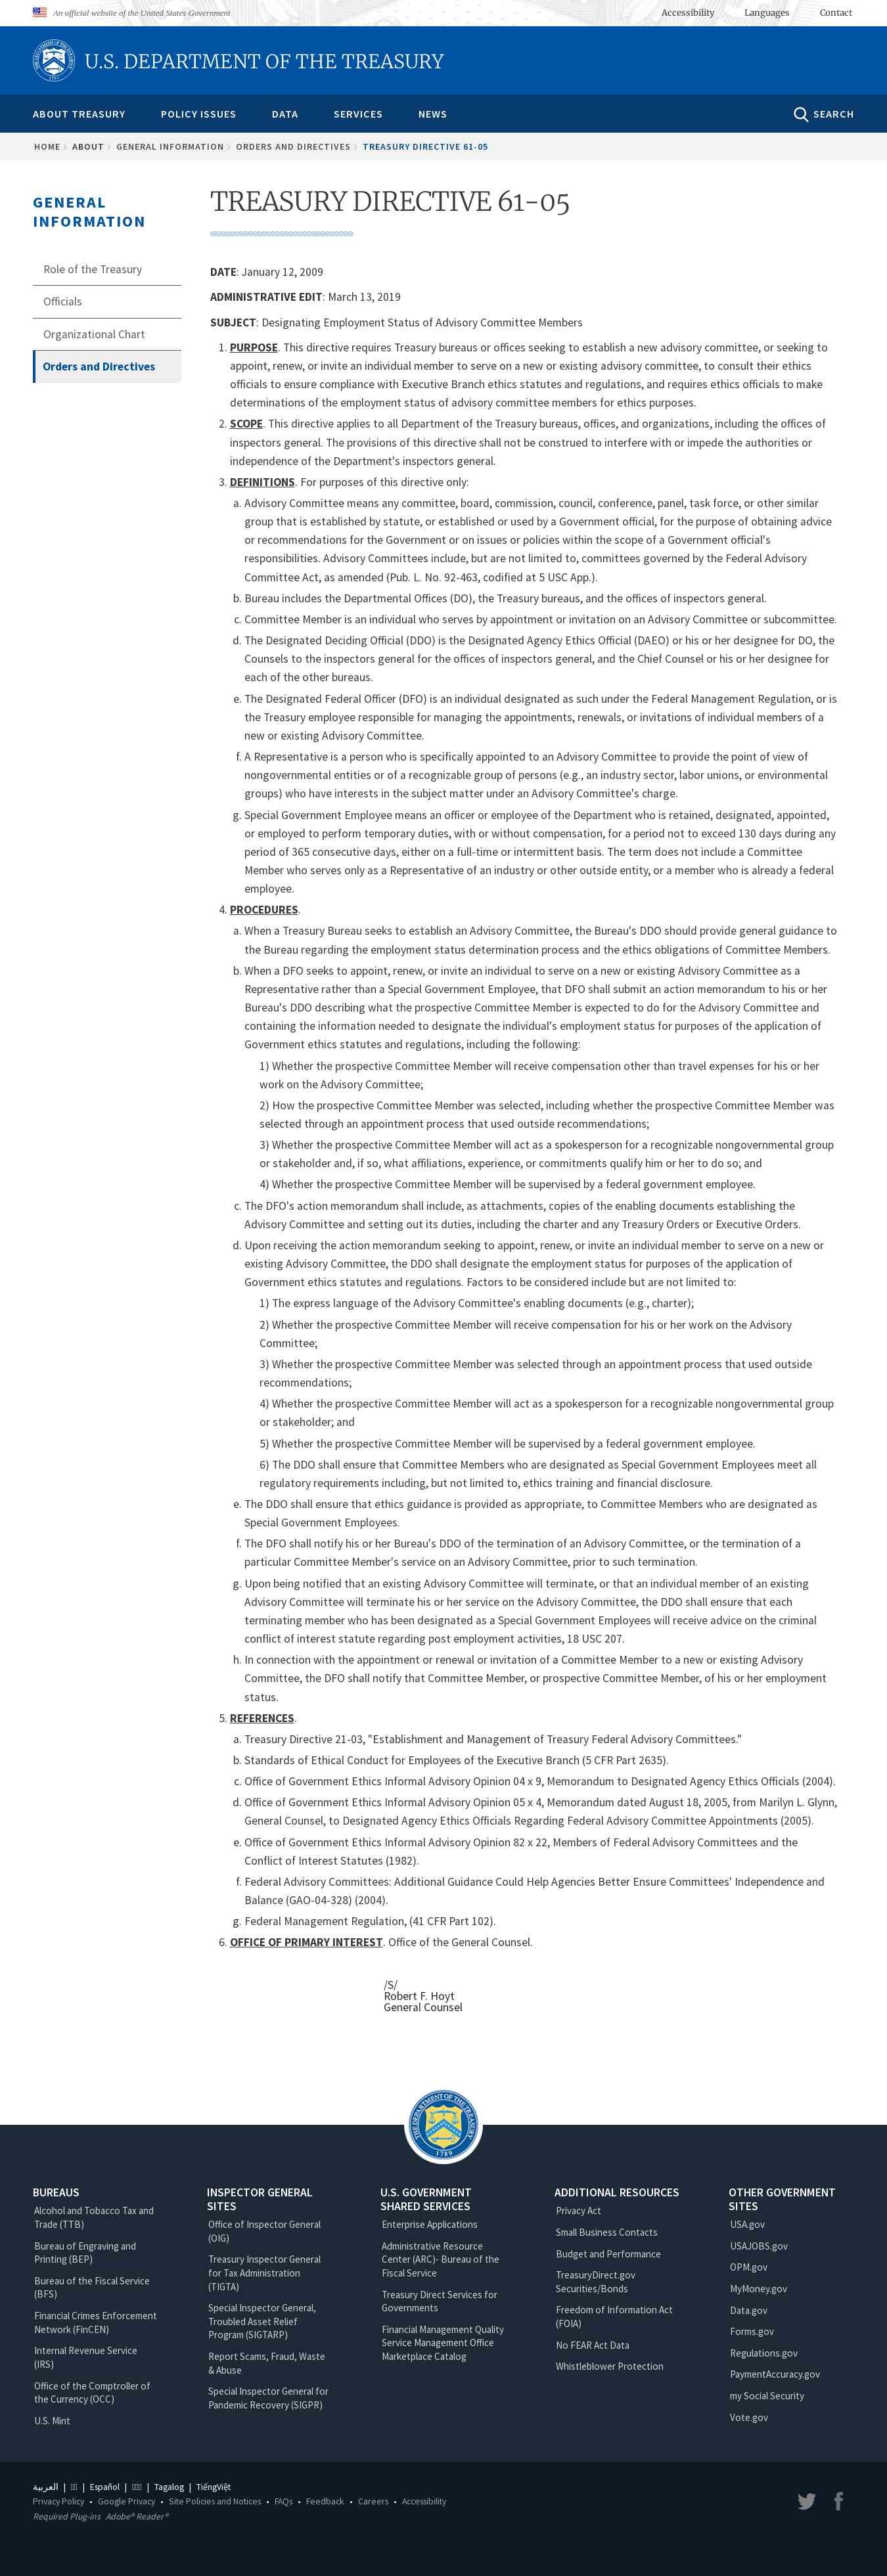 An official website of the United States Government
Accessibility Languages Contact
U.S. DEPARTMENT OF THE TREASURY
ABOUT TREASURY POLICY ISSUES DATA SERVICES NEWS SEARCH
HOME ABOUT GENERAL INFORMATION ORDERS AND DIRECTIVES TREASURY DIRECTIVE 61-05
GENERAL
INFORMATION
Role of the Treasury
Officials
Organizational Chart
Orders and Directives
TREASURY DIRECTIVE 61-05
DATE: January 12, 2009
ADMINISTRATIVE EDIT: March 13, 2019
SUBJECT: Designating Employment Status of Advisory Committee Members
1. PURPOSE. This directive requires Treasury bureaus or offices seeking to establish a new advisory committee, or seeking to
appoint, renew, or invite an individual member to serve on a new or existing advisory committee, to consult their ethics
officials to ensure compliance with Executive Branch ethics statutes and regulations, and requires ethics officials to make
determinations of the employment status of advisory committee members for ethics purposes.
2. SCOPE. This directive applies to all Department of the Treasury bureaus, offices, and organizations, including the offices of
inspectors general. The provisions of this directive shall not be construed to interfere with or impede the authorities or
independence of the Department's inspectors general.
3. DEFINITIONS. For purposes of this directive only:
a. Advisory Committee means any committee, board, commission, council, conference, panel, task force, or other similar
group that is established by statute, or established or used by a Government official, for the purpose of obtaining advice
or recommendations for the Government or on issues or policies within the scope of a Government official's
responsibilities. Advisory Committees include, but are not limited to, committees governed by the Federal Advisory
Committee Act, as amended (Pub. L. No. 92-463, codified at 5 USC App.).
b. Bureau includes the Departmental Offices (DO), the Treasury bureaus, and the offices of inspectors general.
c. Committee Member is an individual who serves by appointment or invitation on an Advisory Committee or subcommittee.
d. The Designated Deciding Official (DDO) is the Designated Agency Ethics Official (DAEO) or his or her designee for DO, the
Counsels to the inspectors general for the offices of inspectors general, and the Chief Counsel or his or her designee for
each of the other bureaus.
e. The Designated Federal Officer (DFO) is an individual designated as such under the Federal Management Regulation, or is
the Treasury employee responsible for managing the appointments, renewals, or invitations of individual members of a
new or existing Advisory Committee.
f. A Representative is a person who is specifically appointed to an Advisory Committee to provide the point of view of
nongovernmental entities or of a recognizable group of persons (e.g., an industry sector, labor unions, or environmental
groups) who have interests in the subject matter under an Advisory Committee's charge.
g. Special Government Employee means an officer or employee of the Department who is retained, designated, appointed,
or employed to perform temporary duties, with or without compensation, for a period not to exceed 130 days during any
period of 365 consecutive days, either on a full-time or intermittent basis. The term does not include a Committee
Member who serves only as a Representative of an industry or other outside entity, or a member who is already a federal
employee.
4. PROCEDURES.
a. When a Treasury Bureau seeks to establish an Advisory Committee, the Bureau's DDO should provide general guidance to
the Bureau regarding the employment status determination process and the ethics obligations of Committee Members.
b. When a DFO seeks to appoint, renew, or invite an individual to serve on a new or existing Advisory Committee as a
Representative rather than a Special Government Employee, that DFO shall submit an action memorandum to his or her
Bureau's DDO describing what the prospective Committee Member is expected to do for the Advisory Committee and
containing the information needed to designate the individual's employment status for purposes of the application of
Government ethics statutes and regulations, including the following:
1) Whether the prospective Committee Member will receive compensation other than travel expenses for his or her
work on the Advisory Committee;
2) How the prospective Committee Member was selected, including whether the prospective Committee Member was
selected through an appointment process that used outside recommendations;
3) Whether the prospective Committee Member will act as a spokesperson for a recognizable nongovernmental group
or stakeholder and, if so, what affiliations, experience, or commitments qualify him or her to do so; and
4) Whether the prospective Committee Member will be supervised by a federal government employee.
c. The DFO's action memorandum shall include, as attachments, copies of the enabling documents establishing the
Advisory Committee and setting out its duties, including the charter and any Treasury Orders or Executive Orders.
d. Upon receiving the action memorandum seeking to appoint, renew, or invite an individual member to serve on a new or
existing Advisory Committee, the DDO shall designate the employment status for purposes of the application of
Government ethics statutes and regulations. Factors to be considered include but are not limited to:
1) The express language of the Advisory Committee's enabling documents (e.g., charter);
2) Whether the prospective Committee Member will receive compensation for his or her work on the Advisory
Committee;
3) Whether the prospective Committee Member was selected through an appointment process that used outside
recommendations;
4) Whether the prospective Committee Member will act as a spokesperson for a recognizable nongovernmental group
or stakeholder; and
5) Whether the prospective Committee Member will be supervised by a federal government employee.
6) The DDO shall ensure that Committee Members who are designated as Special Government Employees meet all
regulatory requirements including, but not limited to, ethics training and financial disclosure.
e. The DDO shall ensure that ethics guidance is provided as appropriate, to Committee Members who are designated as
Special Government Employees.
f. The DFO shall notify his or her Bureau's DDO of the termination of an Advisory Committee, or the termination of a
particular Committee Member's service on an Advisory Committee, prior to such termination.
g. Upon being notified that an existing Advisory Committee will terminate, or that an individual member of an existing
Advisory Committee will terminate his or her service on the Advisory Committee, the DDO shall ensure that each
terminating member who has been designated as a Special Government Employees will receive advice on the criminal
conflict of interest statute regarding post employment activities, 18 USC 207.
h. In connection with the appointment or renewal or invitation of a Committee Member to a new or existing Advisory
Committee, the DFO shall notify that Committee Member, or prospective Committee Member, of his or her employment
status.
5. REFERENCES.
a. Treasury Directive 21-03, "Establishment and Management of Treasury Federal Advisory Committees."
b. Standards of Ethical Conduct for Employees of the Executive Branch (5 CFR Part 2635).
c. Office of Government Ethics Informal Advisory Opinion 04 x 9, Memorandum to Designated Agency Ethics Officials (2004).
d. Office of Government Ethics Informal Advisory Opinion 05 x 4, Memorandum dated August 18, 2005, from Marilyn L. Glynn,
General Counsel, to Designated Agency Ethics Officials Regarding Federal Advisory Committee Appointments (2005).
e. Office of Government Ethics Informal Advisory Opinion 82 x 22, Members of Federal Advisory Committees and the
Conflict of Interest Statutes (1982).
f. Federal Advisory Committees: Additional Guidance Could Help Agencies Better Ensure Committees' Independence and
Balance (GAO-04-328) (2004).
g. Federal Management Regulation, (41 CFR Part 102).
6. OFFICE OF PRIMARY INTEREST. Office of the General Counsel.
/S/
Robert F. Hoyt
General Counsel
THE DEPARTMENT OF THE TREASURY
1789
BUREAUS
Alcohol and Tobacco Tax and
Trade (TTB)
Bureau of Engraving and
Printing (BEP)
Bureau of the Fiscal Service
(BFS)
Financial Crimes Enforcement
Network (FinCEN)
Internal Revenue Service
(IRS)
Office of the Comptroller of
the Currency (OCC)
U.S. Mint
INSPECTOR GENERAL
SITES
Office of Inspector General
(OIG)
Treasury Inspector General
for Tax Administration
(TIGTA)
Special Inspector General,
Troubled Asset Relief
Program (SIGTARP)
Report Scams, Fraud, Waste
& Abuse
Special Inspector General for
Pandemic Recovery (SIGPR)
U.S. GOVERNMENT
SHARED SERVICES
Enterprise Applications
Administrative Resource
Center (ARC)- Bureau of the
Fiscal Service
Treasury Direct Services for
Governments
Financial Management Quality
Service Management Office
Marketplace Catalog
ADDITIONAL RESOURCES
Privacy Act
Small Business Contacts
Budget and Performance
TreasuryDirect.gov
Securities/Bonds
Freedom of Information Act
(FOIA)
No FEAR Act Data
Whistleblower Protection
OTHER GOVERNMENT
SITES
USA.gov
USAJOBS.gov
OPM.gov
MyMoney.gov
Data.gov
Forms.gov
Regulations.gov
PaymentAccuracy.gov
my Social Security
Vote.gov
العربية | | Español | | Tagalog | TiếngViệt
Privacy Policy • Google Privacy • Site Policies and Notices • FAQs • Feedback • Careers • Accessibility
Required Plug-ins Adobe® Reader®